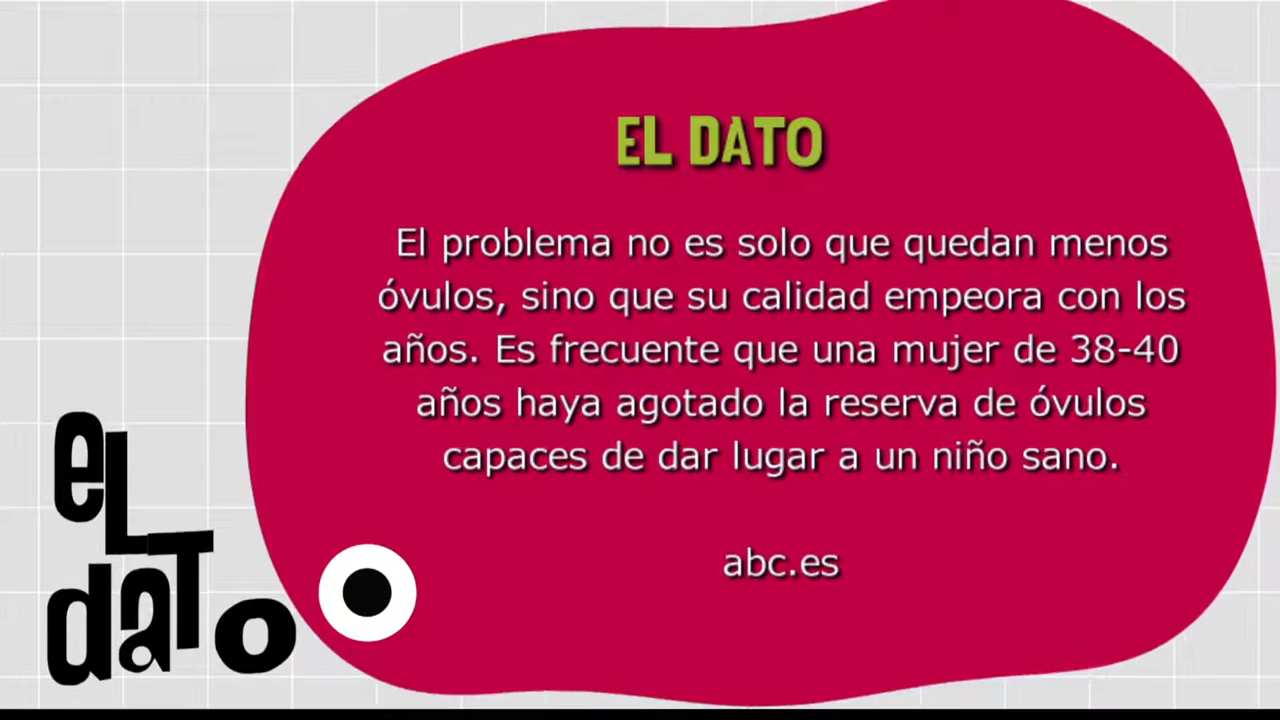 EL DATO
El problema no es solo que quedan menos
óvulos, sino que su calidad empeora con los
años. Es frecuente que una mujer de 38-40
años haya agotado la reserva de óvulos
capaces de dar lugar a un niño sano.
abc.es
eL
daTo